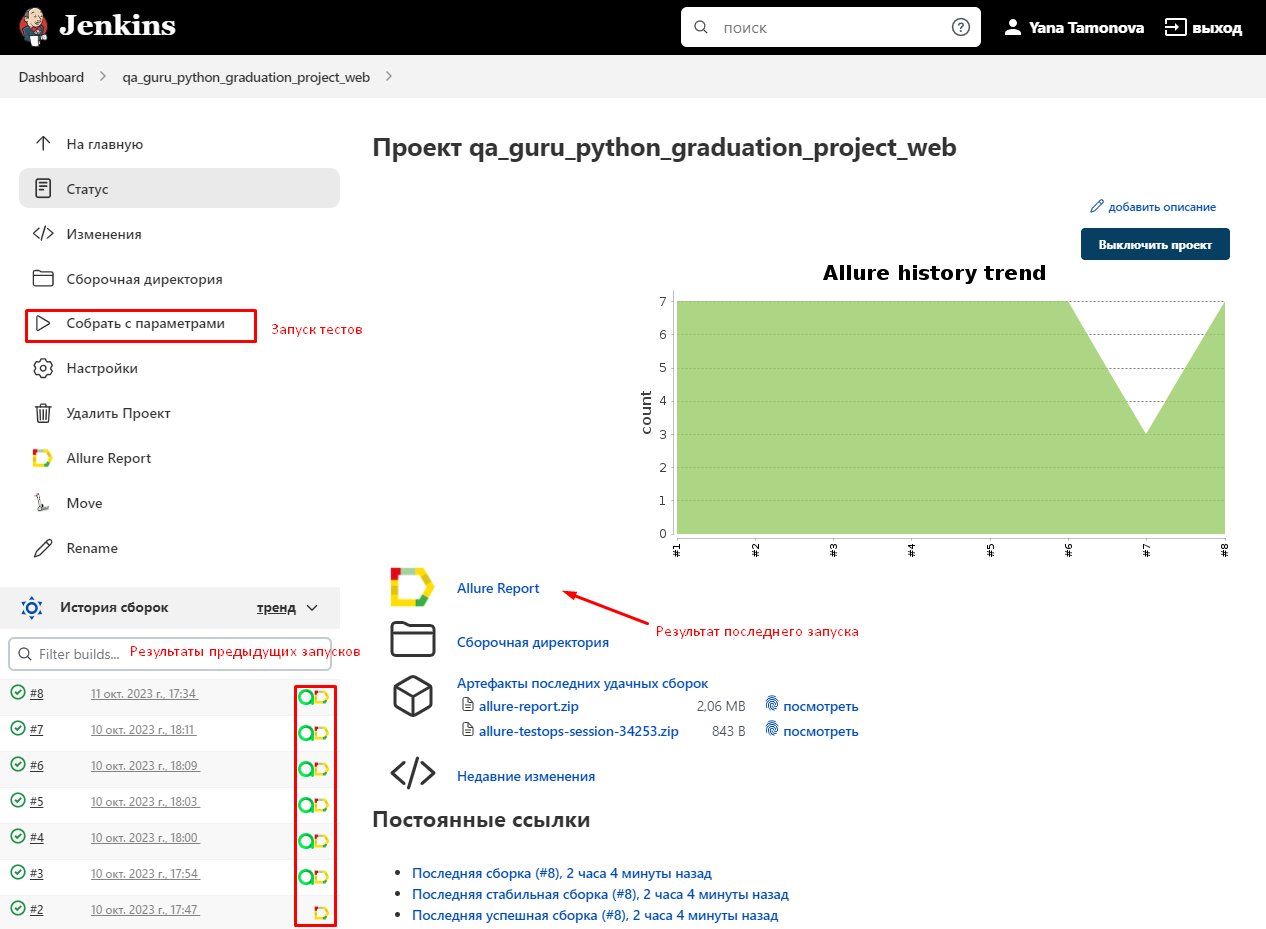 Jenkins
поиск
Yana Tamonova
выход
Dashboard
qa_guru_python_graduation_project_web
На главную
Статус
Изменения
Сборочная директория
Собрать с параметрами
Запуск тестов
Настройки
Удалить Проект
Allure Report
Move
Rename
История сборок
тренд
Filter builds...
Результаты предыдущих запусков
#8 11 окт. 2023 г., 17:34
#7 10 окт. 2023 г., 18:11
#6 10 окт. 2023 г., 18:09
#5 10 окт. 2023 г., 18:03
#4 10 окт. 2023 г., 18:00
#3 10 окт. 2023 г., 17:54
#2 10 окт. 2023 г., 17:47
Проект qa_guru_python_graduation_project_web
добавить описание
Выключить проект
Allure history trend
count
7
6
5
4
3
2
1
0
#1 #2 #3 #4 #5 #6 #7 #8
Allure Report
Результат последнего запуска
Сборочная директория
Артефакты последних удачных сборок
allure-report.zip 2,06 MB посмотреть
allure-testops-session-34253.zip 843 B посмотреть
Недавние изменения
Постоянные ссылки
Последняя сборка (#8), 2 часа 4 минуты назад
Последняя стабильная сборка (#8), 2 часа 4 минуты назад
Последняя успешная сборка (#8), 2 часа 4 минуты назад